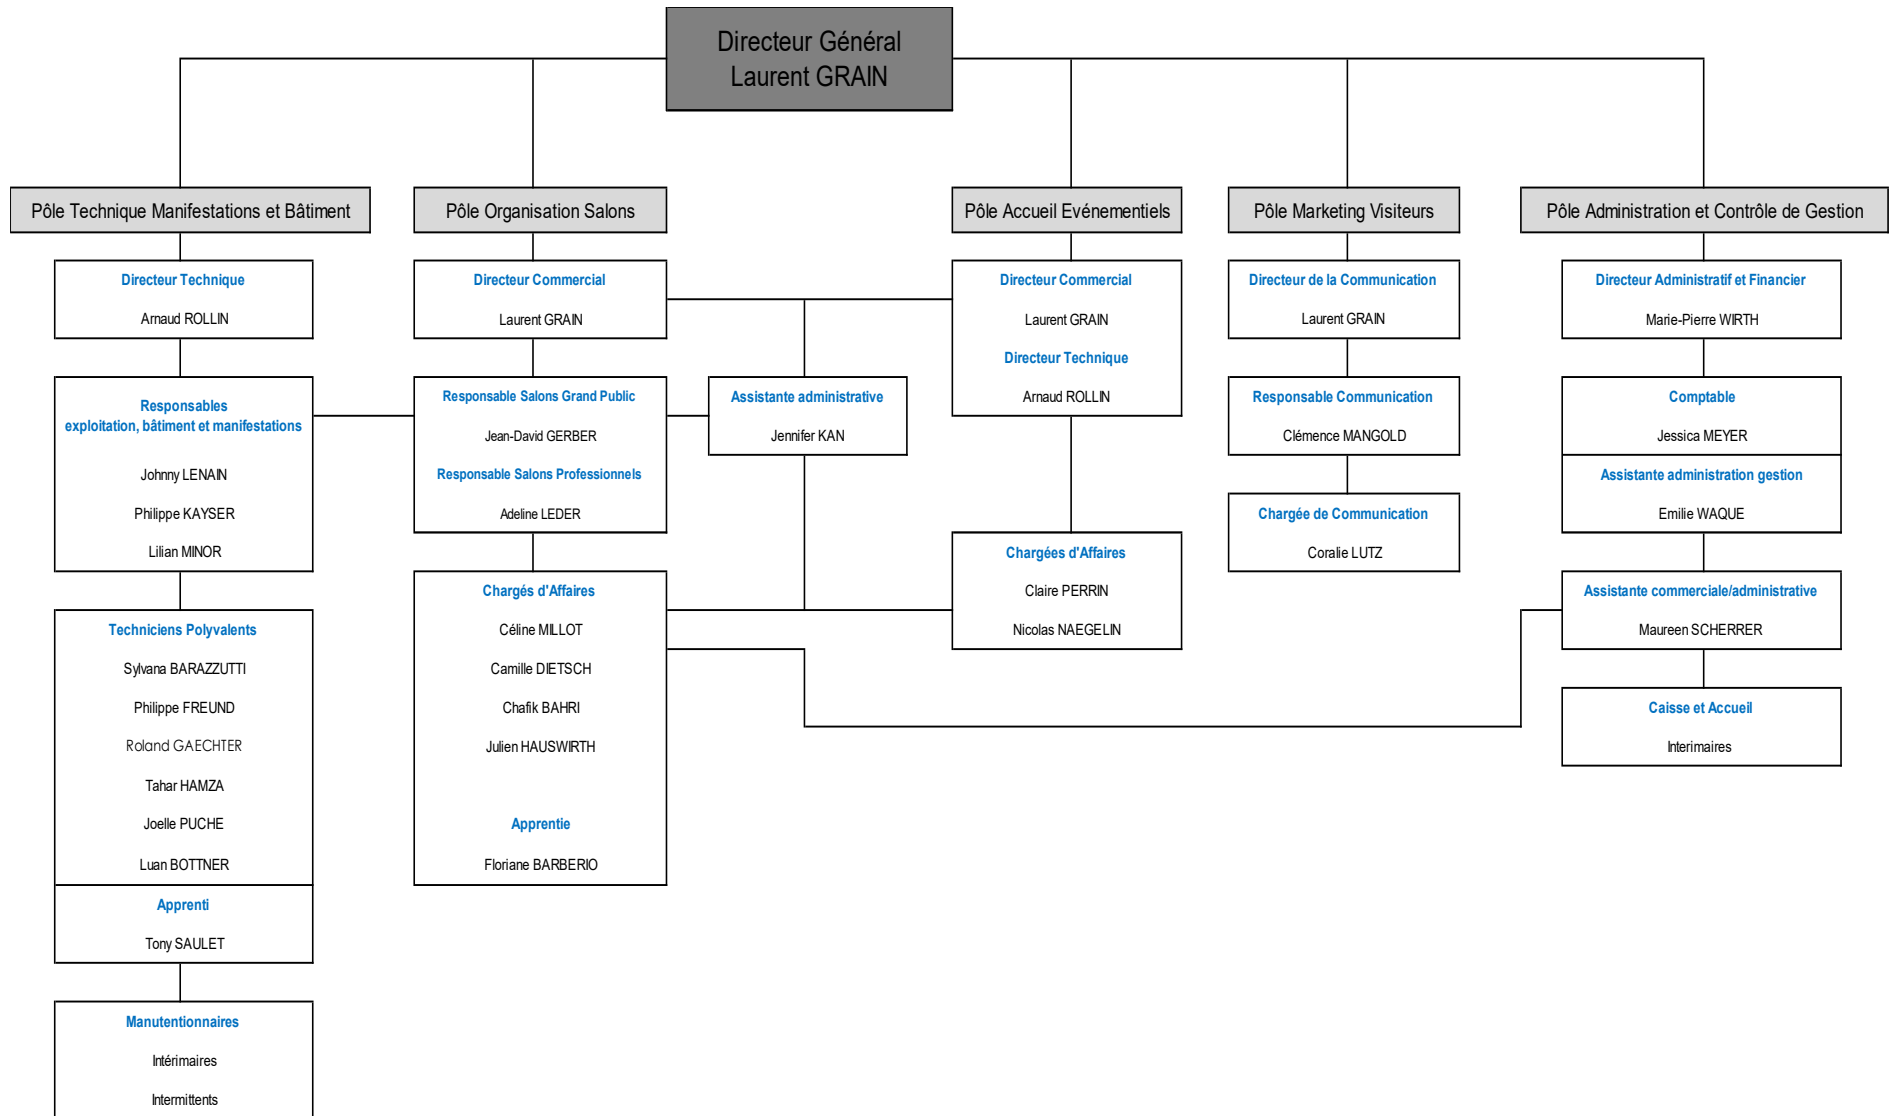 Directeur Général
Laurent GRAIN
Pôle Technique Manifestations et Bâtiment
Pôle Organisation Salons
Pôle Accueil Evénementiels
Pôle Marketing Visiteurs
Pôle Administration et Contrôle de Gestion
Directeur Technique
Arnaud ROLLIN
Responsables
exploitation, bâtiment et manifestations
Johnny LENAIN
Philippe KAYSER
Lilian MINOR
Techniciens Polyvalents
Sylvana BARAZZUTTI
Philippe FREUND
Roland GAECHTER
Tahar HAMZA
Joelle PUCHE
Luan BOTTNER
Apprenti
Tony SAULET
Manutentionnaires
Intérimaires
Intermittents
Directeur Commercial
Laurent GRAIN
Responsable Salons Grand Public
Jean-David GERBER
Responsable Salons Professionnels
Adeline LEDER
Chargés d'Affaires
Céline MILLOT
Camille DIETSCH
Chafik BAHRI
Julien HAUSWIRTH
Apprentie
Floriane BARBERIO
Assistante administrative
Jennifer KAN
Directeur Commercial
Laurent GRAIN
Directeur Technique
Arnaud ROLLIN
Chargées d'Affaires
Claire PERRIN
Nicolas NAEGELIN
Directeur de la Communication
Laurent GRAIN
Responsable Communication
Clémence MANGOLD
Chargée de Communication
Coralie LUTZ
Directeur Administratif et Financier
Marie-Pierre WIRTH
Comptable
Jessica MEYER
Assistante administration gestion
Emilie WAQUE
Assistante commerciale/administrative
Maureen SCHERRER
Caisse et Accueil
Interimaires